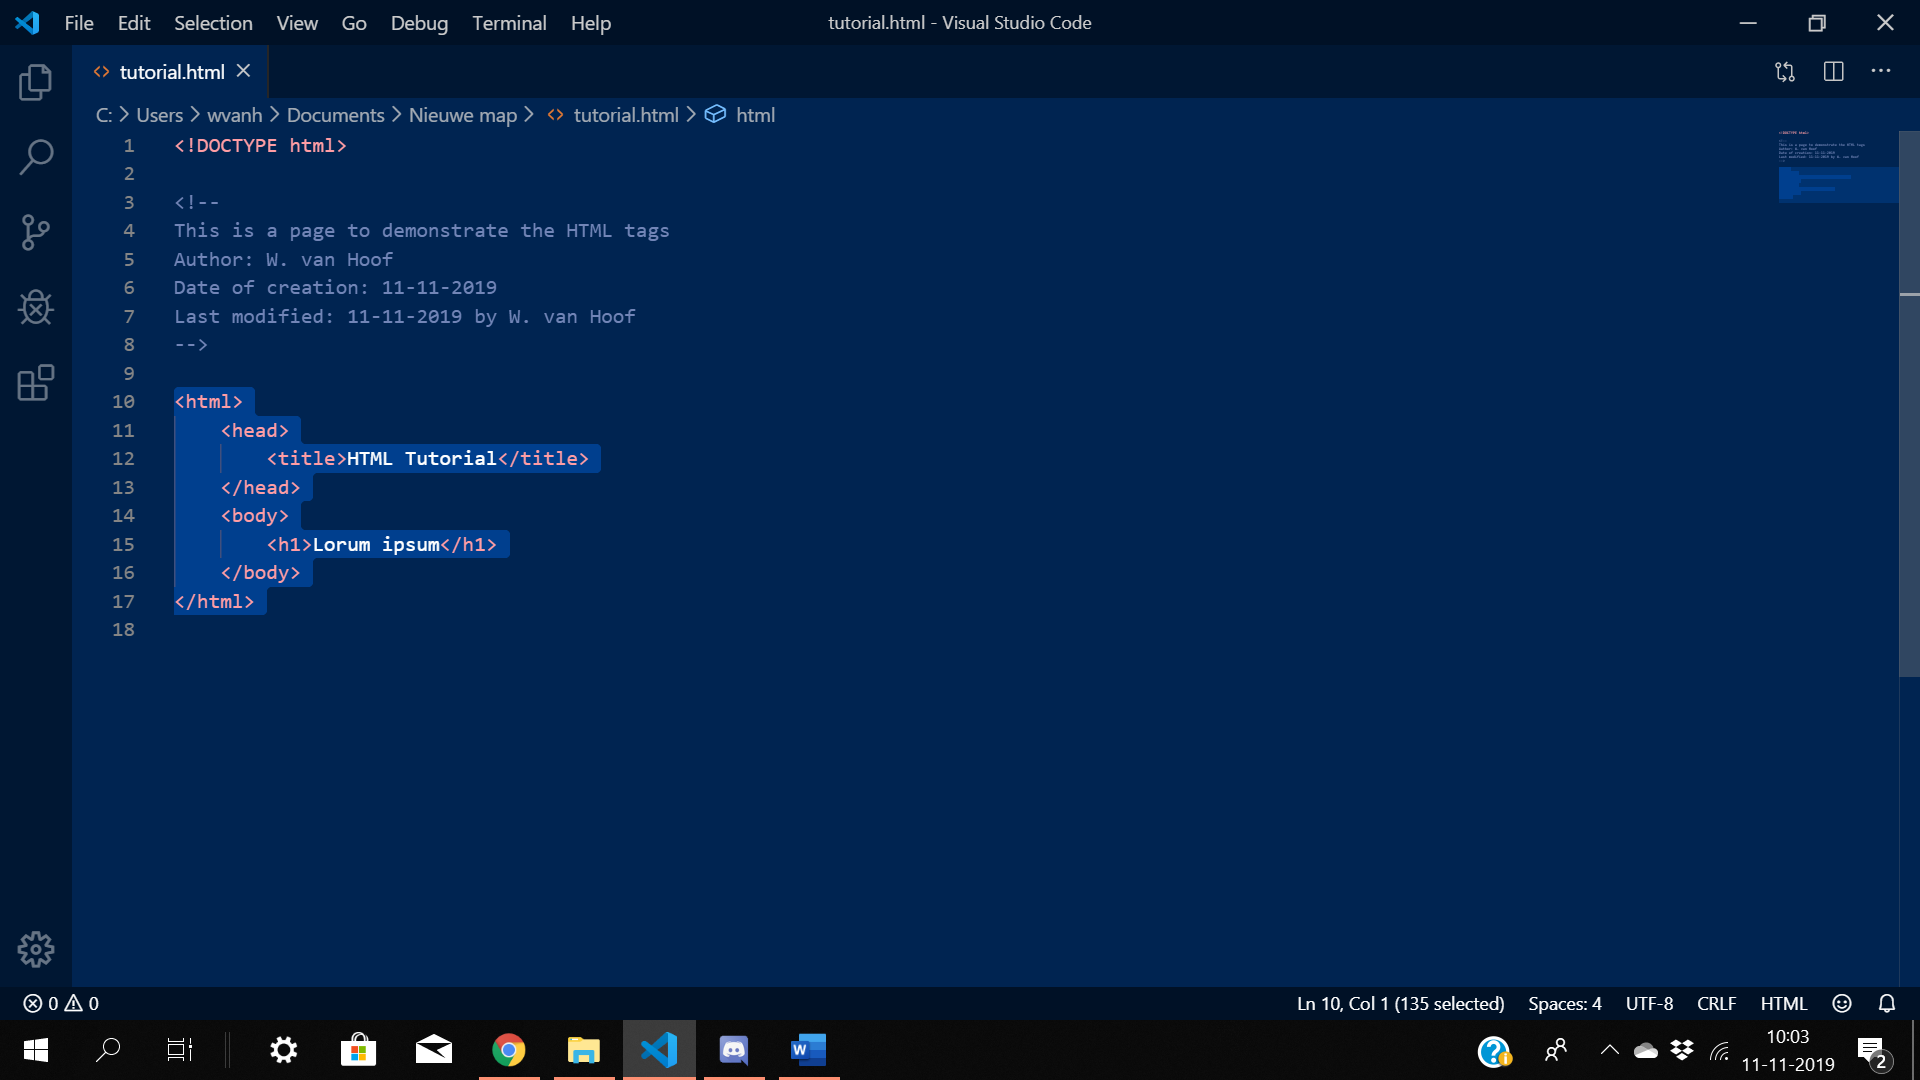 File Edit Selection View Go Debug Terminal Help tutorial.html - Visual Studio Code
tutorial.html
C: > Users > wvanh > Documents > Nieuwe map > tutorial.html > html
1 <!DOCTYPE html>
2
3 <!--
4 This is a page to demonstrate the HTML tags
5 Author: W. van Hoof
6 Date of creation: 11-11-2019
7 Last modified: 11-11-2019 by W. van Hoof
8 -->
9
10 <html>
11 <head>
12 <title>HTML Tutorial</title>
13 </head>
14 <body>
15 <h1>Lorum ipsum</h1>
16 </body>
17 </html>
18
0 0 Ln 10, Col 1 (135 selected) Spaces: 4 UTF-8 CRLF HTML
10:03
11-11-2019
2